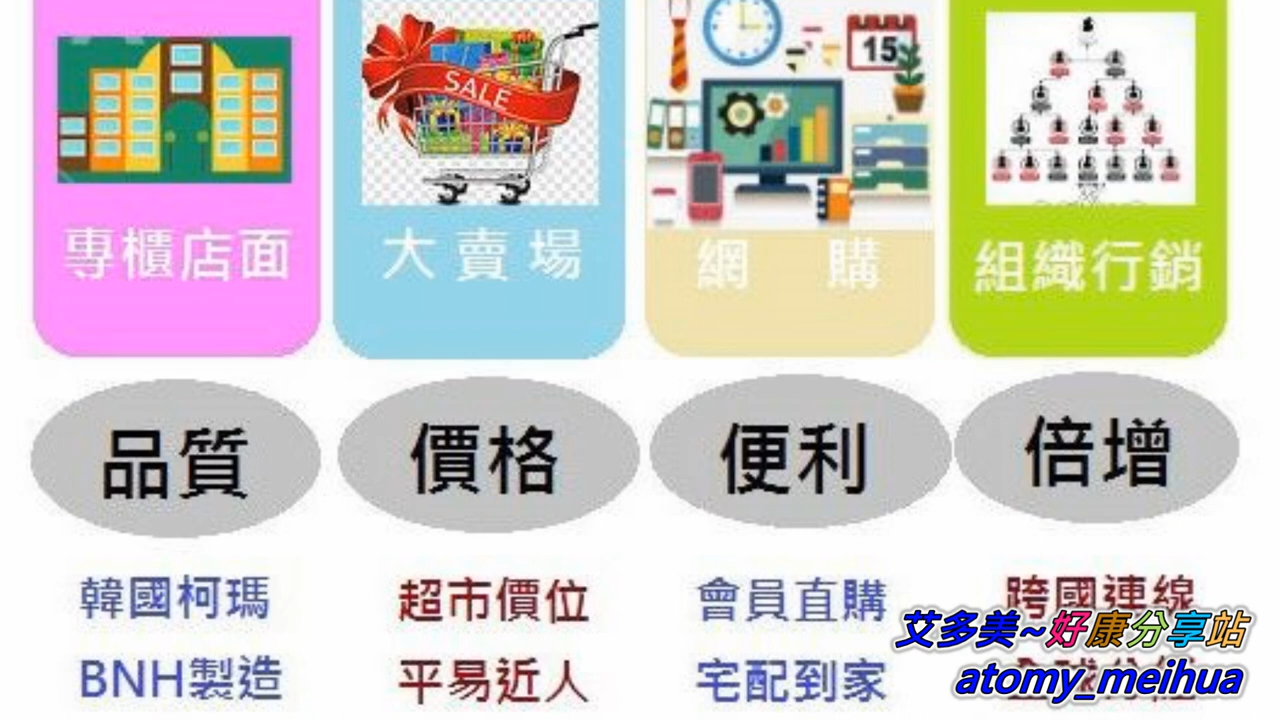 SALE
15
專櫃店面
大賣場
網購
組織行銷
品質
價格
便利
倍增
韓國柯瑪
BNH製造
超市價位
平易近人
會員直購
宅配到家
跨國連線
艾多美~好康分享站
atomy_meihua